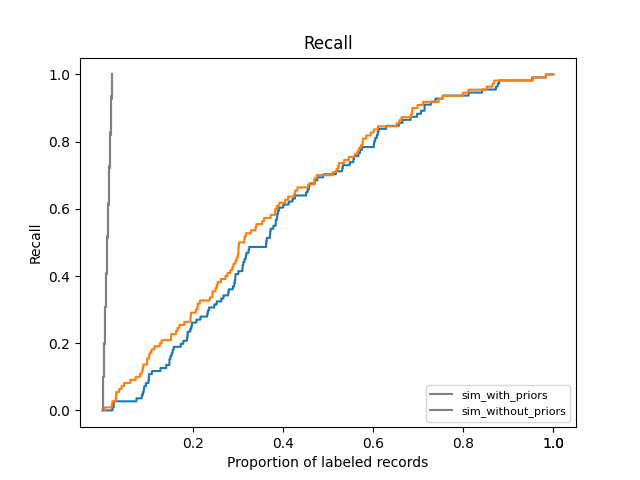 Recall
1.0
0.8
0.6
0.4
0.2
0.0
Recall
sim_with_priors
sim_without_priors
0.2 0.4 0.6 0.8 1.0 1.0
Proportion of labeled records